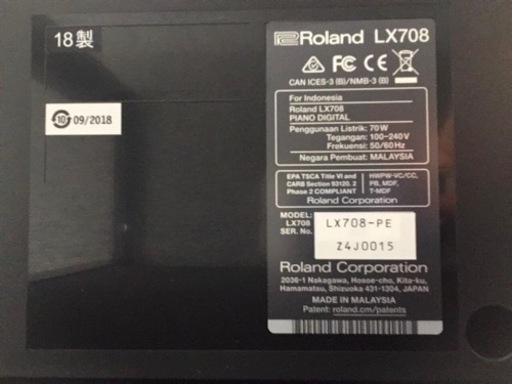 18製
10 09/2018
Roland LX708
FC CE
CAN ICES-3 (B)/NMB-3 (B)
For Indonesia
Roland LX708
PIANO DIGITAL
Penggunaan Listrik: 70W
Tegangan: 100-240V
Frekuensi: 50/60Hz
Negara Pembuat: MALAYSIA
EPA TSCA Title VI and
CARB Section 93120. 2
Phase 2 COMPLIANT
HWPW-VC/CC,
PB, MDF,
T-MDF
Roland Corporation
MODEL:
LX708
SER. No.
LX708-PE
Z4J0015
Roland Corporation
2036-1 Nakagawa, Hosoe-cho, Kita-ku,
Hamamatsu, Shizuoka 431-1304, JAPAN
MADE IN MALAYSIA
Patent: roland.cm/patents